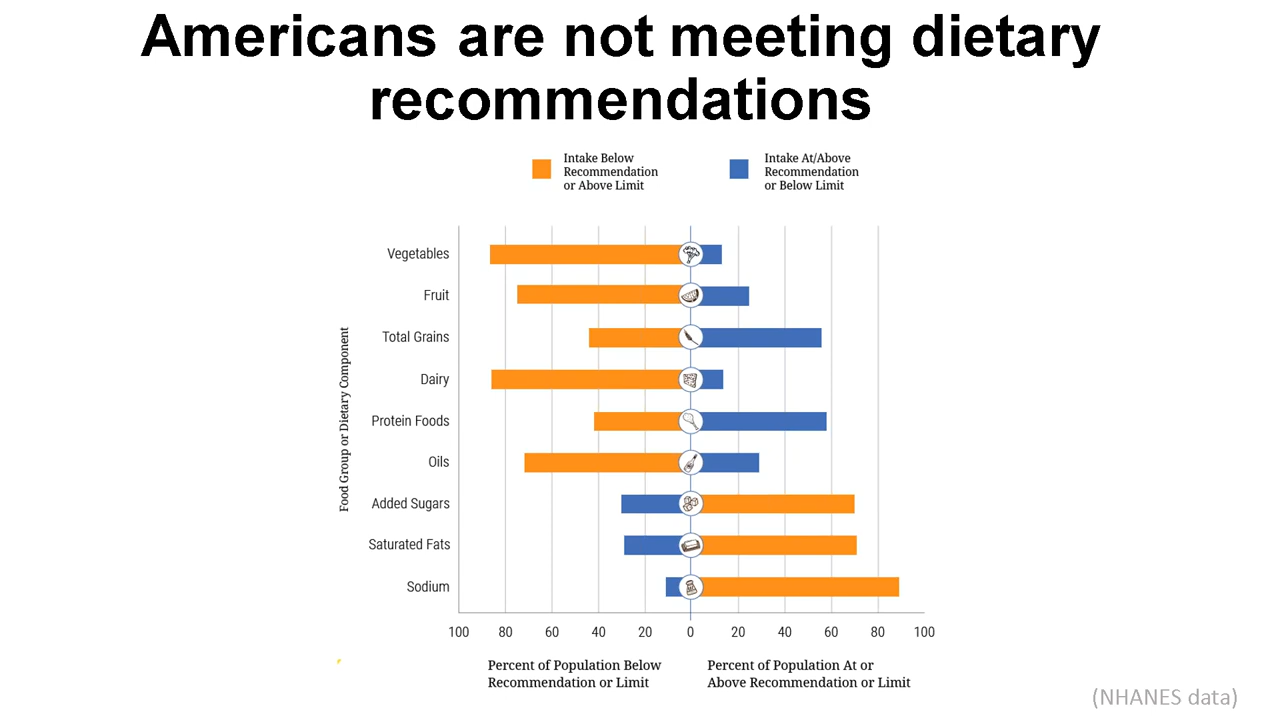 Americans are not meeting dietary
recommendations
Intake Below
Recommendation
or Above Limit
Intake At/Above
Recommendation
or Below Limit
Food Group or Dietary Component
Vegetables
Fruit
Total Grains
Dairy
Protein Foods
Oils
Added Sugars
Saturated Fats
Sodium
100 80 60 40 20 0 20 40 60 80 100
Percent of Population Below
Recommendation or Limit
Percent of Population At or
Above Recommendation or Limit
(NHANES data)